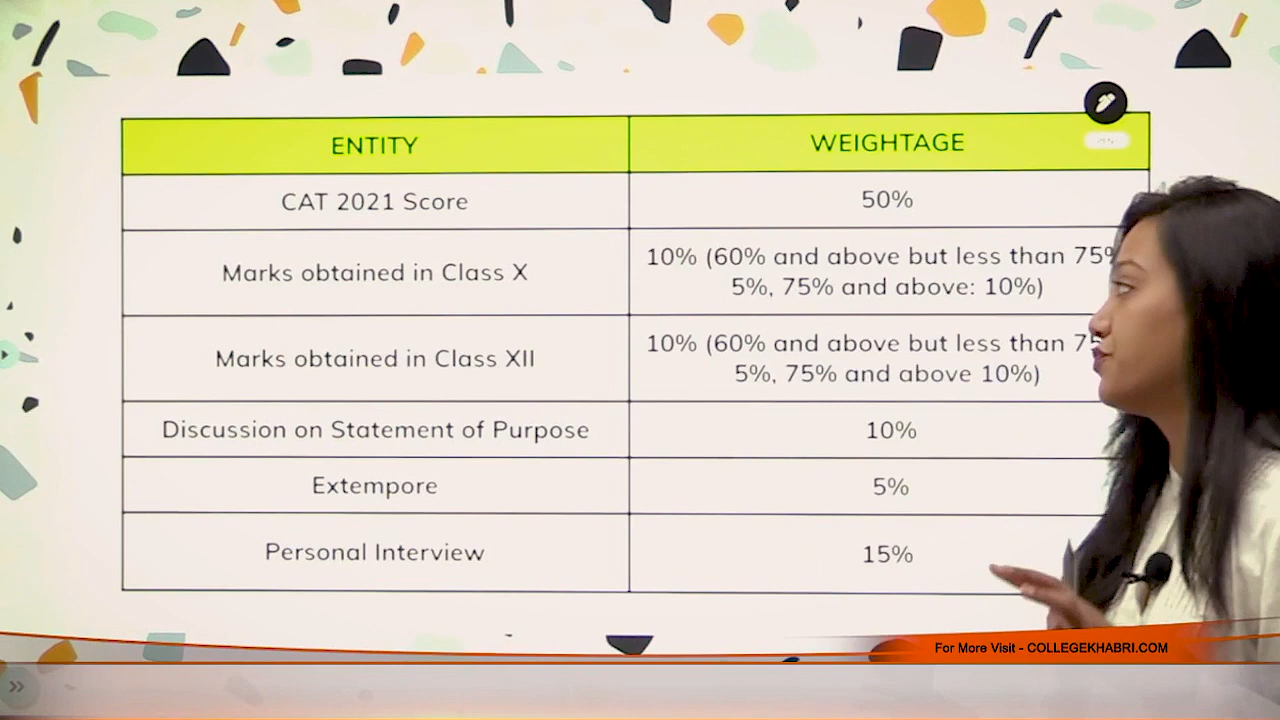 ENTITY
WEIGHTAGE
CAT 2021 Score
50%
Marks obtained in Class X
10% (60% and above but less than 75%
5%, 75% and above: 10%)
Marks obtained in Class XII
10% (60% and above but less than
5%, 75% and above 10%)
Discussion on Statement of Purpose
10%
Extempore
5%
Personal Interview
15%
For More Visit - COLLEGEKHABRI.COM